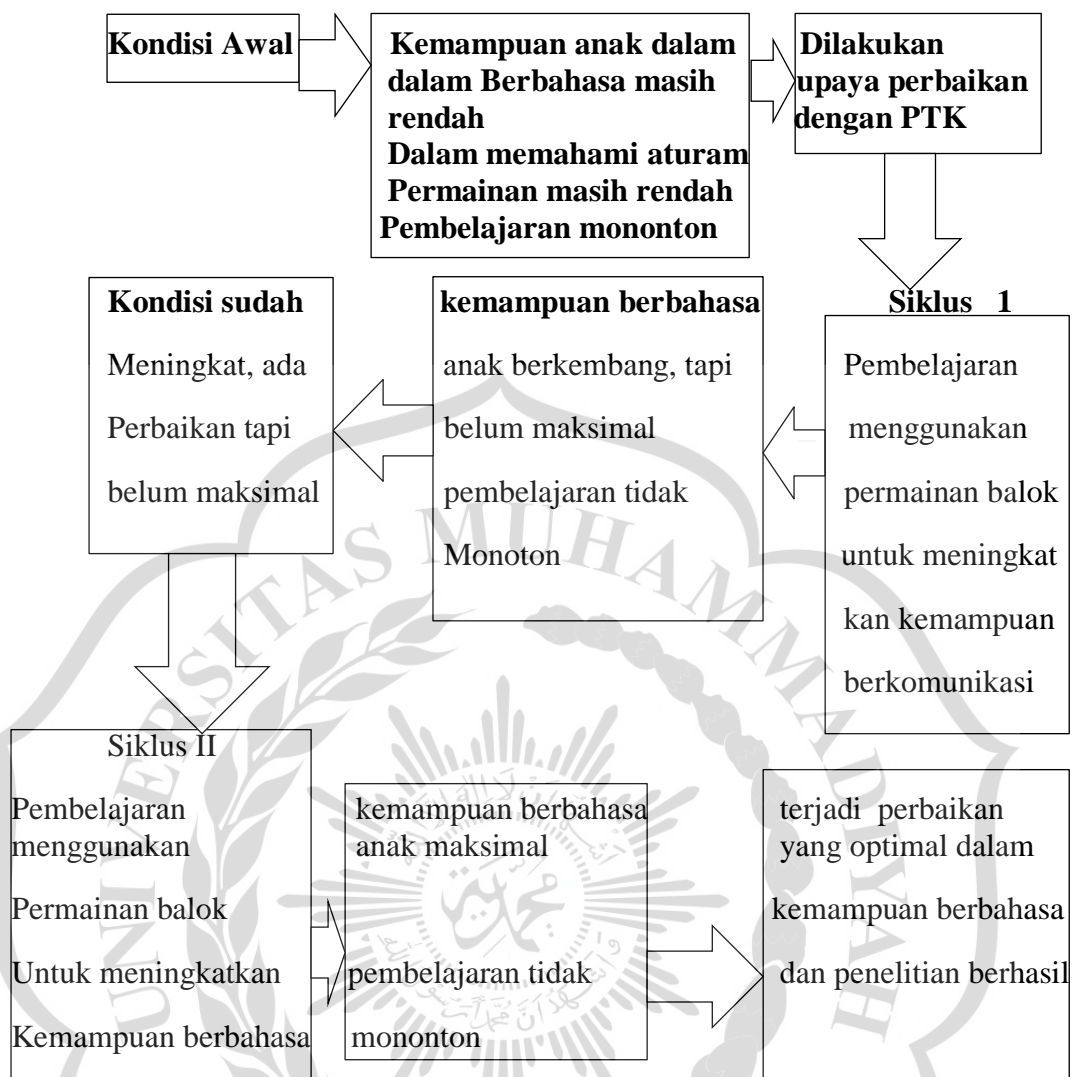 Kondisi Awal
Kemampuan anak dalam
dalam Berbahasa masih
rendah
Dalam memahami aturam
Permainan masih rendah
Pembelajaran mononton
Dilakukan
upaya perbaikan
dengan PTK
Siklus 1
Pembelajaran
menggunakan
permainan balok
untuk meningkat
kan kemampuan
berkomunikasi
kemampuan berbahasa
anak berkembang, tapi
belum maksimal
pembelajaran tidak
Monoton
Kondisi sudah
Meningkat, ada
Perbaikan tapi
belum maksimal
Siklus II
Pembelajaran
menggunakan
Permainan balok
Untuk meningkatkan
Kemampuan berbahasa
kemampuan berbahasa
anak maksimal
pembelajaran tidak
mononton
terjadi perbaikan
yang optimal dalam
kemampuan berbahasa
dan penelitian berhasil
UNIVERSITAS MUHAMMADIYAH